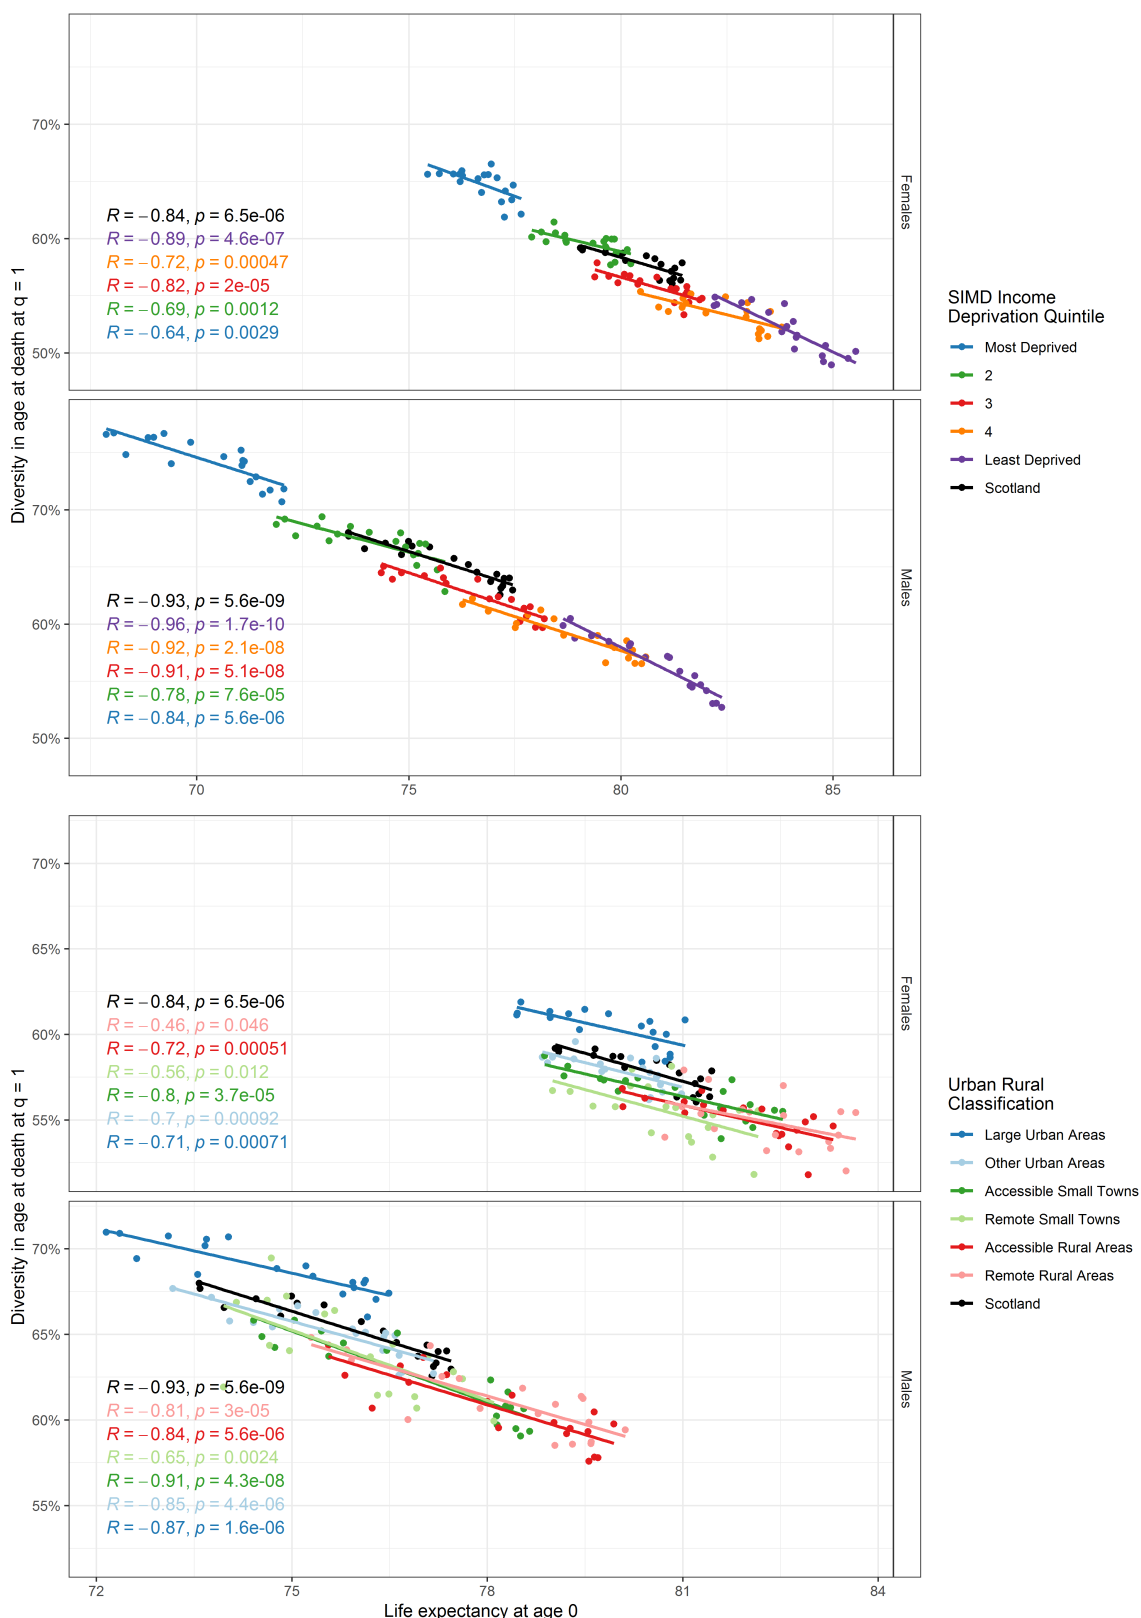 Diversity in age at death at q = 1
70%
60%
50%
R = −0.84, p = 6.5e-06
R = −0.89, p = 4.6e-07
R = −0.72, p = 0.00047
R = −0.82, p = 2e-05
R = −0.69, p = 0.0012
R = −0.64, p = 0.0029
Females
70%
60%
50%
R = −0.93, p = 5.6e-09
R = −0.96, p = 1.7e-10
R = −0.92, p = 2.1e-08
R = −0.91, p = 5.1e-08
R = −0.78, p = 7.6e-05
R = −0.84, p = 5.6e-06
Males
70 75 80 85
SIMD Income
Deprivation Quintile
Most Deprived
2
3
4
Least Deprived
Scotland
Diversity in age at death at q = 1
70%
65%
60%
55%
R = −0.84, p = 6.5e-06
R = −0.46, p = 0.046
R = −0.72, p = 0.00051
R = −0.56, p = 0.012
R = −0.8, p = 3.7e-05
R = −0.7, p = 0.00092
R = −0.71, p = 0.00071
Females
70%
65%
60%
55%
R = −0.93, p = 5.6e-09
R = −0.81, p = 3e-05
R = −0.84, p = 5.6e-06
R = −0.65, p = 0.0024
R = −0.91, p = 4.3e-08
R = −0.85, p = 4.4e-06
R = −0.87, p = 1.6e-06
Males
72 75 78 81 84
Life expectancy at age 0
Urban Rural
Classification
Large Urban Areas
Other Urban Areas
Accessible Small Towns
Remote Small Towns
Accessible Rural Areas
Remote Rural Areas
Scotland